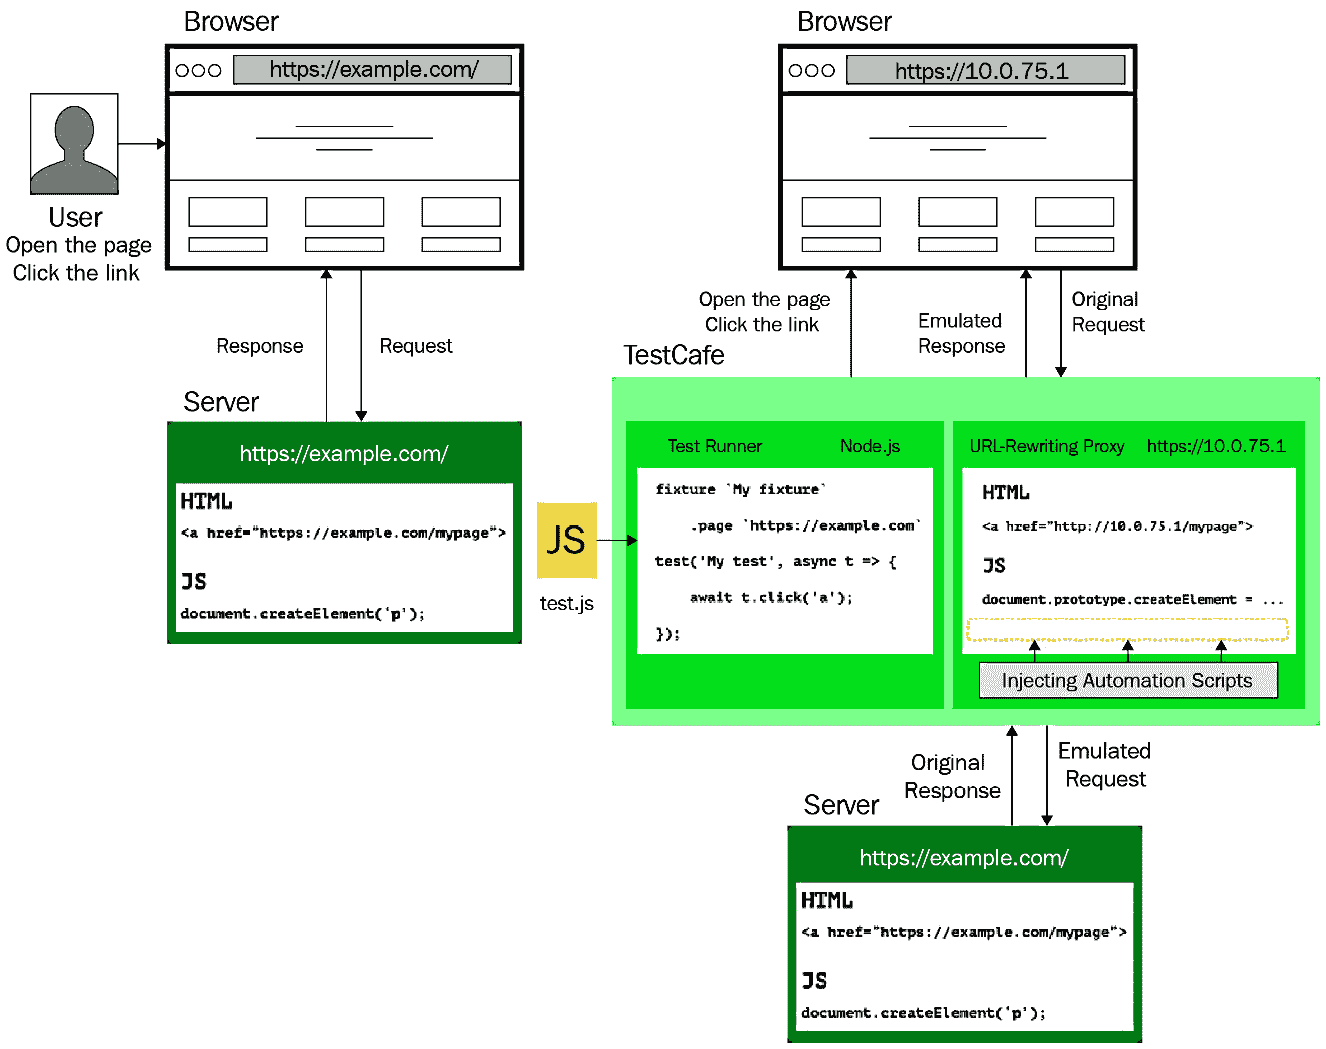 Browser
https://example.com/
User
Open the page
Click the link
Response
Request
Server
https://example.com/
HTML
<a href="https://example.com/mypage">
JS
document.createElement('p');
Browser
https://10.0.75.1
Open the page
Click the link
Emulated
Response
Original
Request
TestCafe
JS
test.js
Test Runner
Node.js
fixture `My fixture`
.page `https://example.com`
test('My test', async t => {
await t.click('a');
});
URL-Rewriting Proxy
https://10.0.75.1
HTML
<a href="http://10.0.75.1/mypage">
JS
document.prototype.createElement = ...
Injecting Automation Scripts
Original
Response
Emulated
Request
Server
https://example.com/
HTML
<a href="https://example.com/mypage">
JS
document.createElement('p');